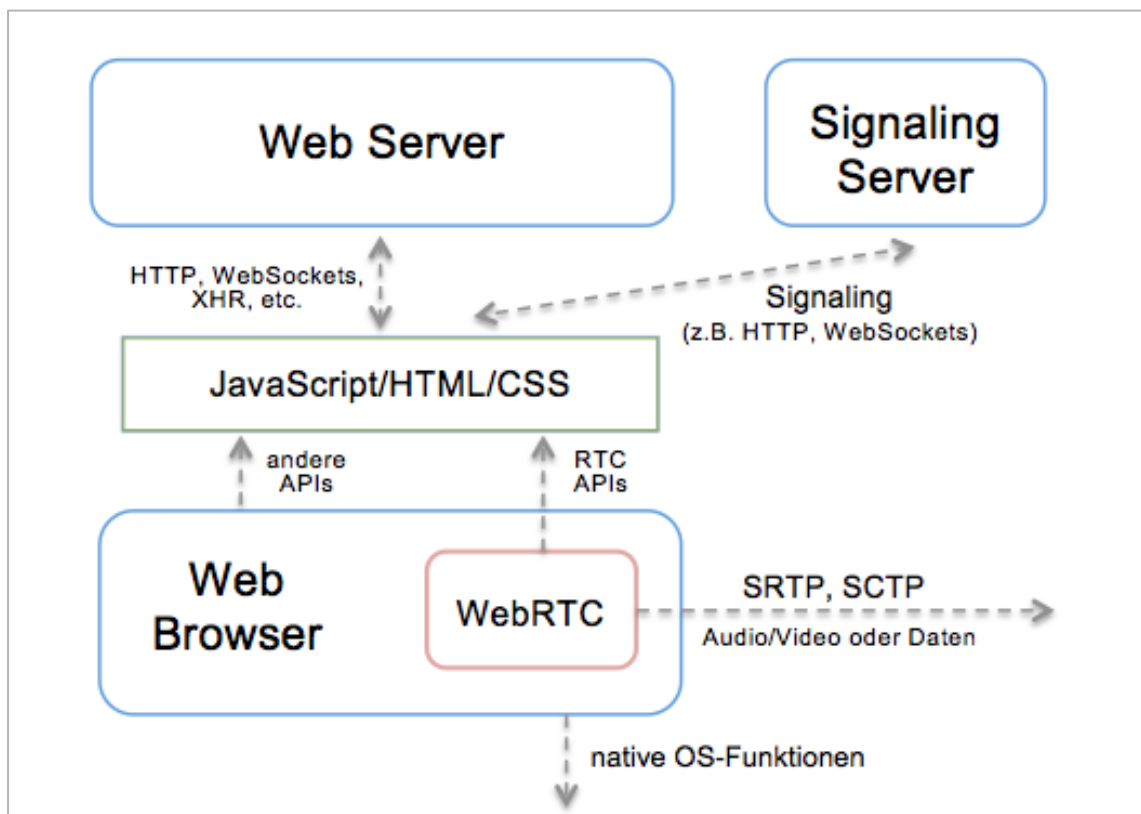 Web Server
Signaling
Server
HTTP, WebSockets,
XHR, etc.
Signaling
(z.B. HTTP, WebSockets)
JavaScript/HTML/CSS
andere
APIs
RTC
APIs
Web
Browser
WebRTC
SRTP, SCTP
Audio/Video oder Daten
native OS-Funktionen